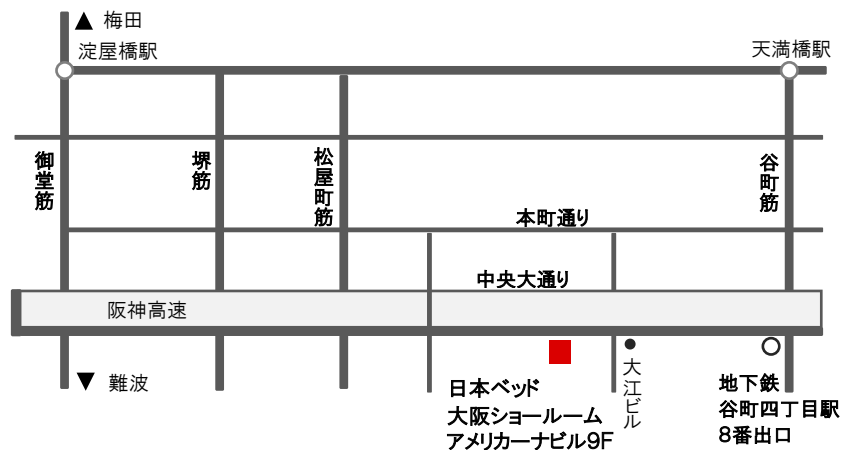 ▲ 梅田
淀屋橋駅
天満橋駅
御堂筋
堺筋
松屋町筋
谷町筋
本町通り
中央大通り
阪神高速
▼ 難波
日本ベッド
大阪ショールーム
アメリカーナビル9F
大江ビル
地下鉄
谷町四丁目駅
8番出口